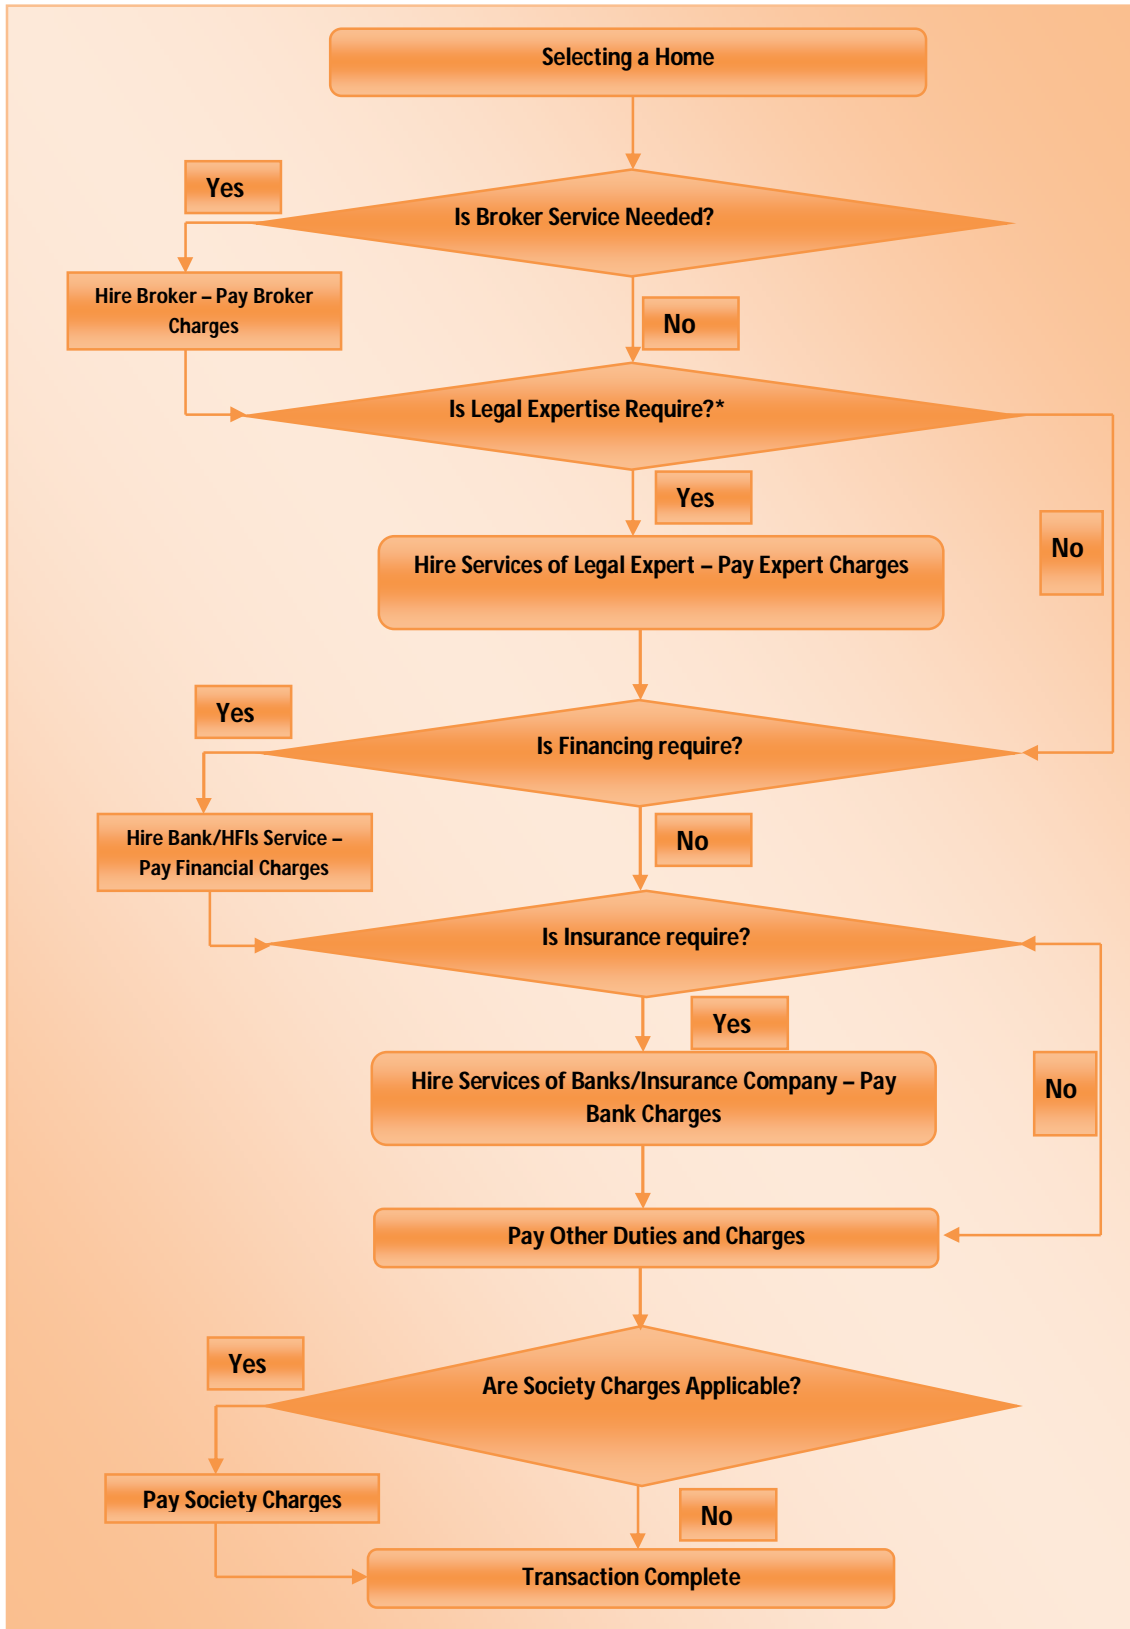 Selecting a Home
Yes
Is Broker Service Needed?
Hire Broker – Pay Broker
Charges
No
Is Legal Expertise Require?*
Yes
No
Hire Services of Legal Expert – Pay Expert Charges
Yes
Is Financing require?
Hire Bank/HFIs Service –
Pay Financial Charges
No
Is Insurance require?
Yes
Hire Services of Banks/Insurance Company – Pay
Bank Charges
No
Pay Other Duties and Charges
Yes
Are Society Charges Applicable?
Pay Society Charges
No
Transaction Complete